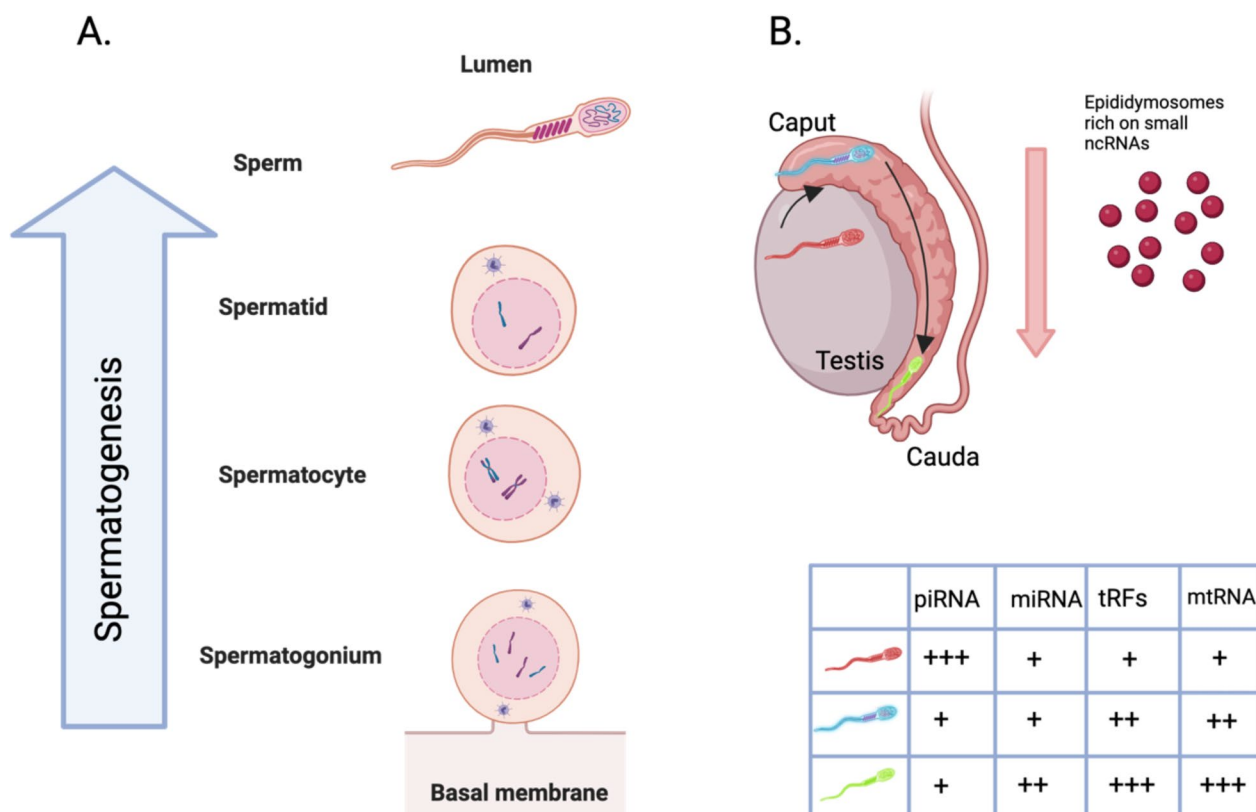 A.
Lumen
Sperm
Spermatid
Spermatocyte
Spermatogonium
Basal membrane
Spermatogenesis
B.
Caput
Testis
Cauda
Epididymosomes
rich on small
ncRNAs
piRNA miRNA tRFs mtRNA
+++ + + +
+ + ++ ++
+ ++ +++ +++